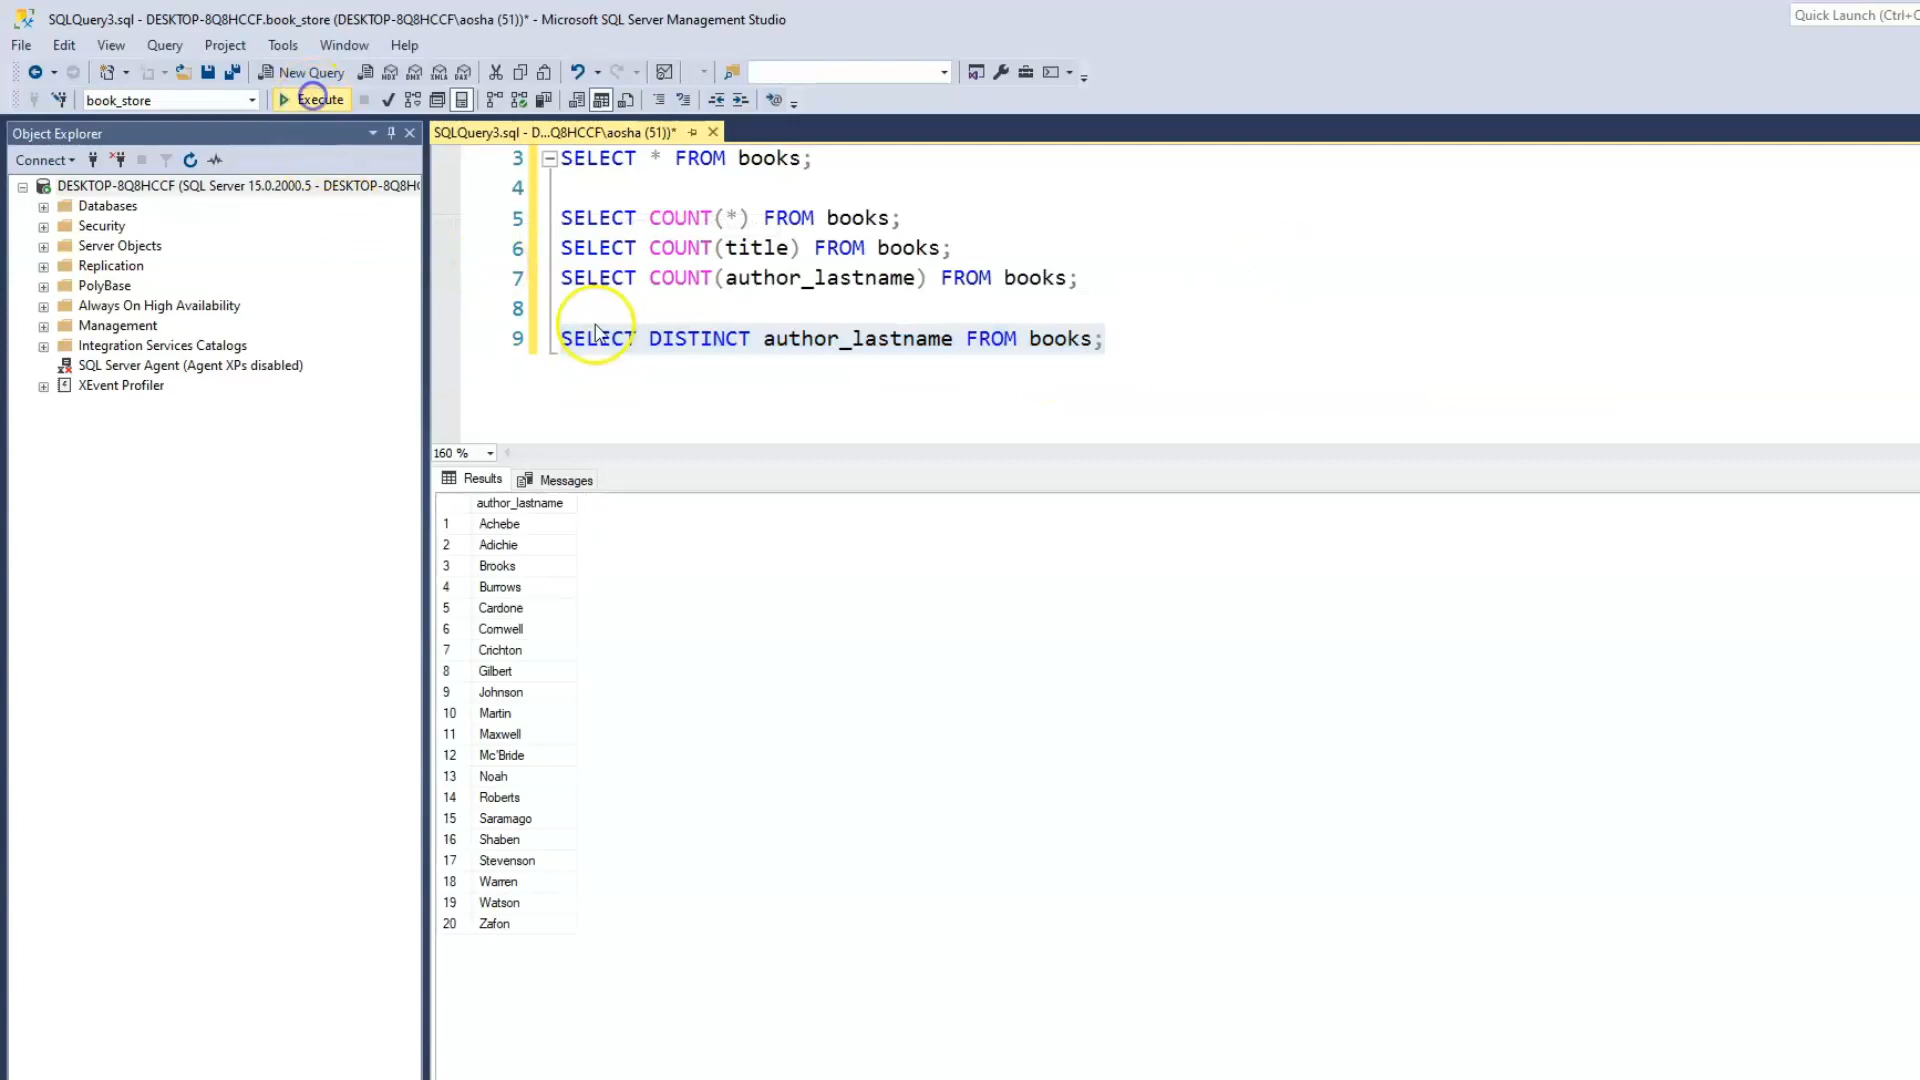 SQLQuery3.sql - DESKTOP-8Q8HCCF.book_store (DESKTOP-8Q8HCCF\aosha (51))* - Microsoft SQL Server Management Studio
Quick Launch (Ctrl+Q
File Edit View Query Project Tools Window Help
New Query MDX DMX XMLA DAX
book_store Execute
Object Explorer
SQLQuery3.sql - D...Q8HCCF\aosha (51))*
Connect
DESKTOP-8Q8HCCF (SQL Server 15.0.2000.5 - DESKTOP-8Q8H
Databases
Security
Server Objects
Replication
PolyBase
Always On High Availability
Management
Integration Services Catalogs
SQL Server Agent (Agent XPs disabled)
XEvent Profiler
3 SELECT * FROM books;
4
5 SELECT COUNT(*) FROM books;
6 SELECT COUNT(title) FROM books;
7 SELECT COUNT(author_lastname) FROM books;
8
9 SELECT DISTINCT author_lastname FROM books;
160 %
Results Messages
author_lastname
1 Achebe
2 Adichie
3 Brooks
4 Burrows
5 Cardone
6 Cornwell
7 Crichton
8 Gilbert
9 Johnson
10 Martin
11 Maxwell
12 Mc'Bride
13 Noah
14 Roberts
15 Saramago
16 Shaben
17 Stevenson
18 Warren
19 Watson
20 Zafon